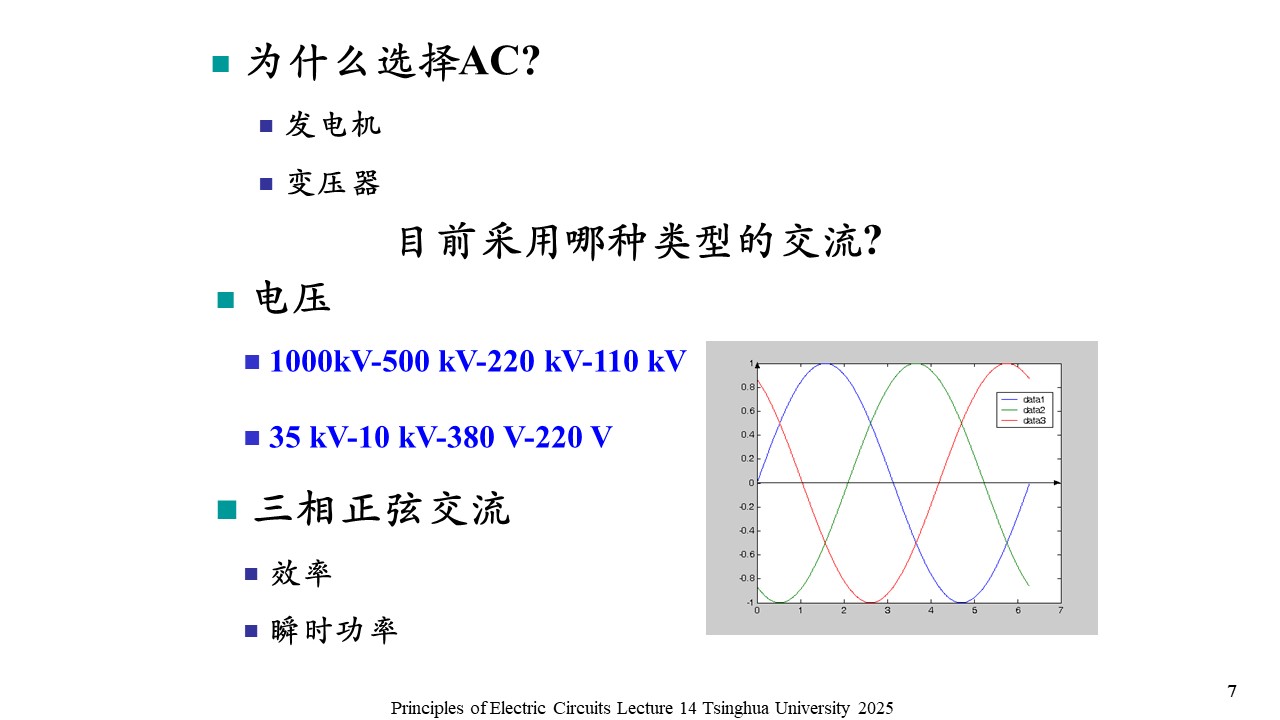 为什么选择AC?
发电机
变压器
目前采用哪种类型的交流?
电压
1000kV-500 kV-220 kV-110 kV
35 kV-10 kV-380 V-220 V
三相正弦交流
效率
瞬时功率
1
0.8
0.6
0.4
0.2
0
-0.2
-0.4
-0.6
-0.8
-1
0 1 2 3 4 5 6 7
data1
data2
data3
Principles of Electric Circuits Lecture 14 Tsinghua University 2025
7